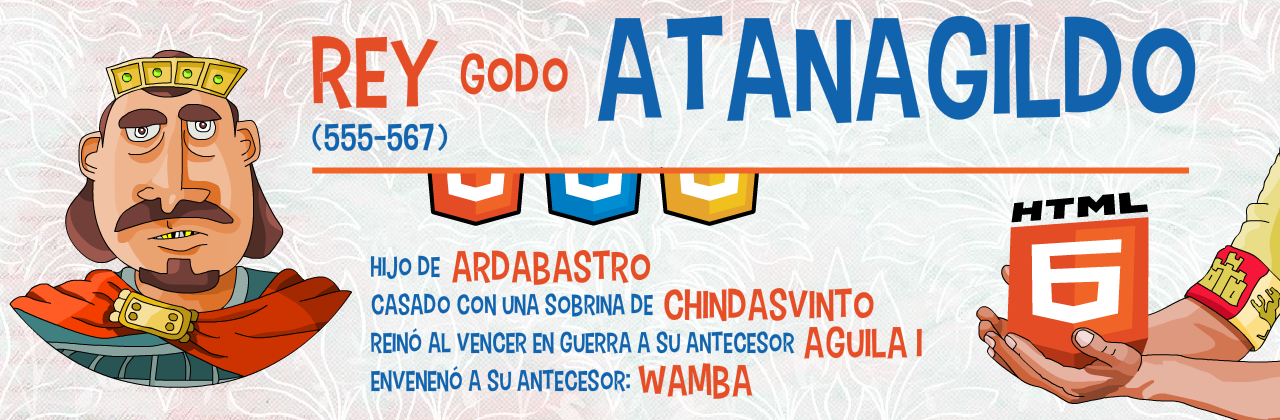 REY GODO ATANAGILDO
(555-567)
HTML
6
HIJO DE ARDABASTRO
CASADO CON UNA SOBRINA DE CHINDASVINTO
REINÓ AL VENCER EN GUERRA A SU ANTECESOR AGUILA I
ENVENENÓ A SU ANTECESOR: WAMBA